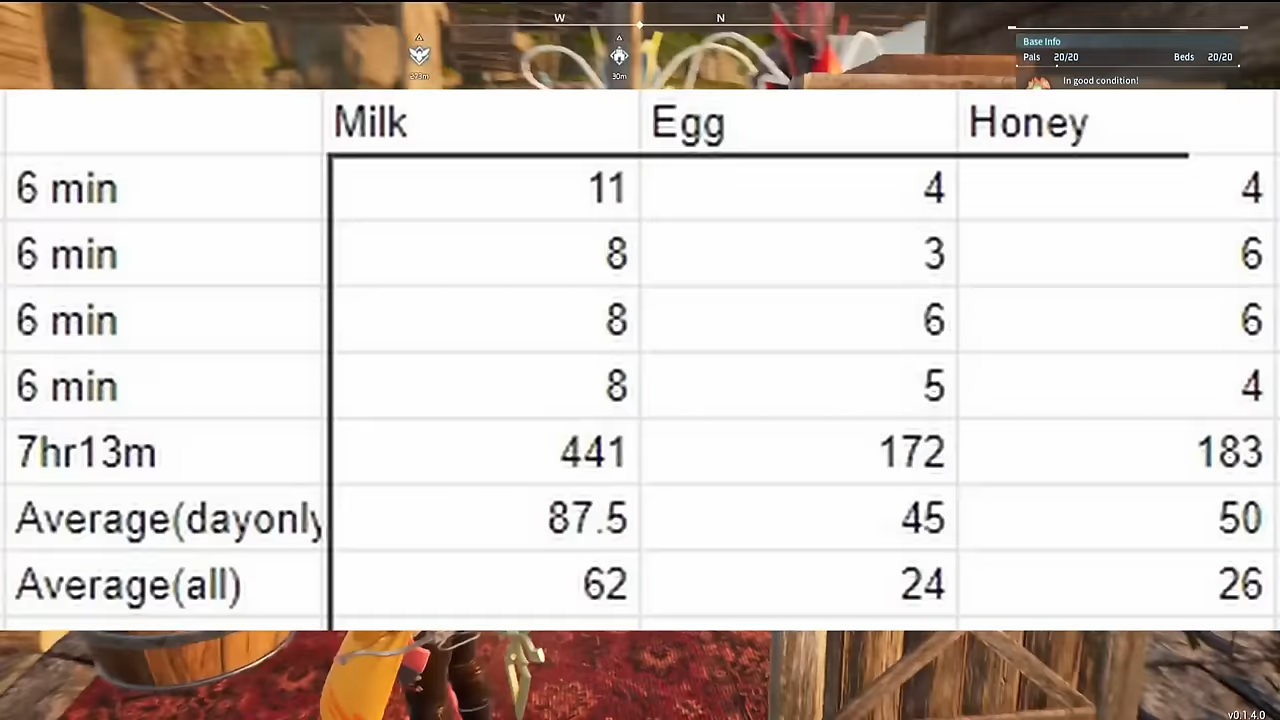 W N
Base Info
Pals 20/20 Beds 20/20
273m 30m
In good condition!
Milk Egg Honey
6 min 11 4 4
6 min 8 3 6
6 min 8 6 6
6 min 8 5 4
7hr13m 441 172 183
Average(dayonly 87.5 45 50
Average(all) 62 24 26
v0.1.4.0